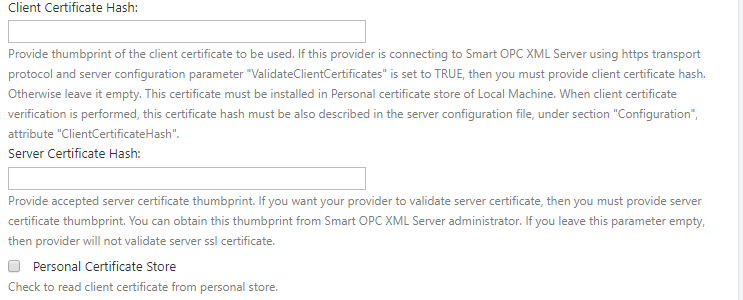 Client Certificate Hash:
Provide thumbprint of the client certificate to be used. If this provider is connecting to Smart OPC XML Server using https transport
protocol and server configuration parameter "ValidateClientCertificates" is set to TRUE, then you must provide client certificate hash.
Otherwise leave it empty. This certificate must be installed in Personal certificate store of Local Machine. When client certificate
verification is performed, this certificate hash must be also described in the server configuration file, under section "Configuration",
attribute "ClientCertificateHash".
Server Certificate Hash:
Provide accepted server certificate thumbprint. If you want your provider to validate server certificate, then you must provide server
certificate thumbprint. You can obtain this thumbprint from Smart OPC XML Server administrator. If you leave this parameter empty,
then provider will not validate server ssl certificate.
Personal Certificate Store
Check to read client certificate from personal store.